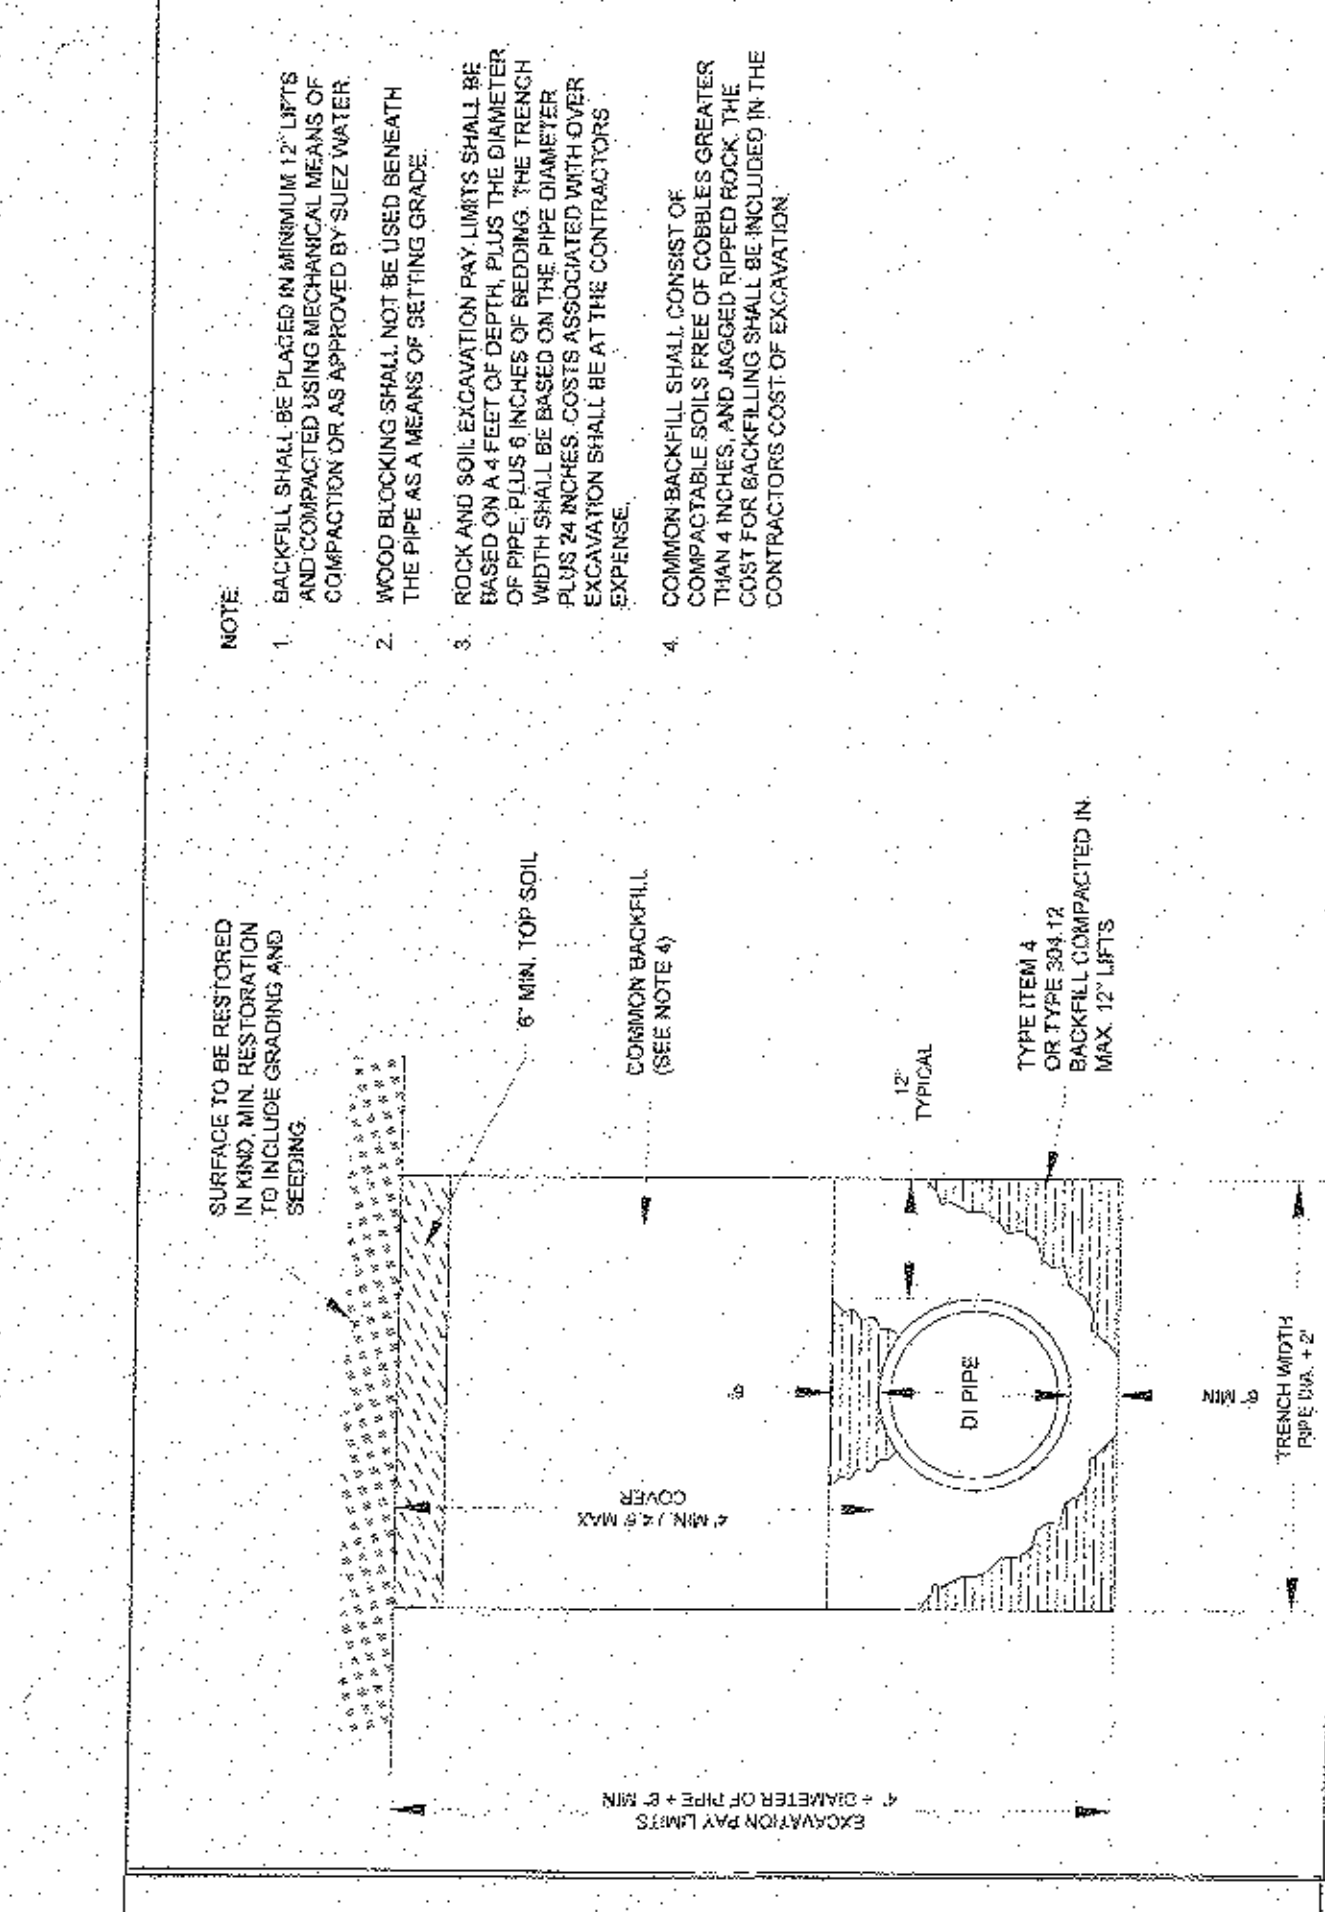 SURFACE TO BE RESTORED
IN KIND, MIN. RESTORATION
TO INCLUDE GRADING AND
SEEDING.
6" MIN. TOP SOIL
COMMON BACKFILL
(SEE NOTE 4)
12"
TYPICAL
TYPE ITEM 4
OR TYPE 304.12
BACKFILL COMPACTED IN
MAX. 12" LIFTS
EXCAVATION PAY LIMITS
4' + DIAMETER OF PIPE + 6" MIN
4' MIN. / 4.5' MAX
COVER
6"
DI PIPE
6" MIN
TRENCH WIDTH
PIPE DIA. + 2'
NOTE:
1. BACKFILL SHALL BE PLACED IN MINIMUM 12" LIFTS
AND COMPACTED USING MECHANICAL MEANS OF
COMPACTION OR AS APPROVED BY SUEZ WATER.
2. WOOD BLOCKING SHALL NOT BE USED BENEATH
THE PIPE AS A MEANS OF SETTING GRADE.
3. ROCK AND SOIL EXCAVATION PAY LIMITS SHALL BE
BASED ON A 4 FEET OF DEPTH, PLUS THE DIAMETER
OF PIPE, PLUS 6 INCHES OF BEDDING. THE TRENCH
WIDTH SHALL BE BASED ON THE PIPE DIAMETER
PLUS 24 INCHES. COSTS ASSOCIATED WITH OVER
EXCAVATION SHALL BE AT THE CONTRACTORS
EXPENSE.
4. COMMON BACKFILL SHALL CONSIST OF
COMPACTABLE SOILS FREE OF COBBLES GREATER
THAN 4 INCHES, AND JAGGED RIPPED ROCK. THE
COST FOR BACKFILLING SHALL BE INCLUDED IN THE
CONTRACTORS COST OF EXCAVATION.